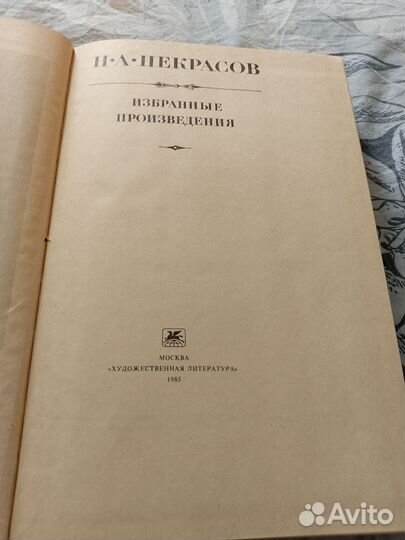 Н·А·НЕКРАСОВ
ИЗБРАННЫЕ
ПРОИЗВЕДЕНИЯ
МОСКВА
«ХУДОЖЕСТВЕННАЯ ЛИТЕРАТУРА»
1985
Avito